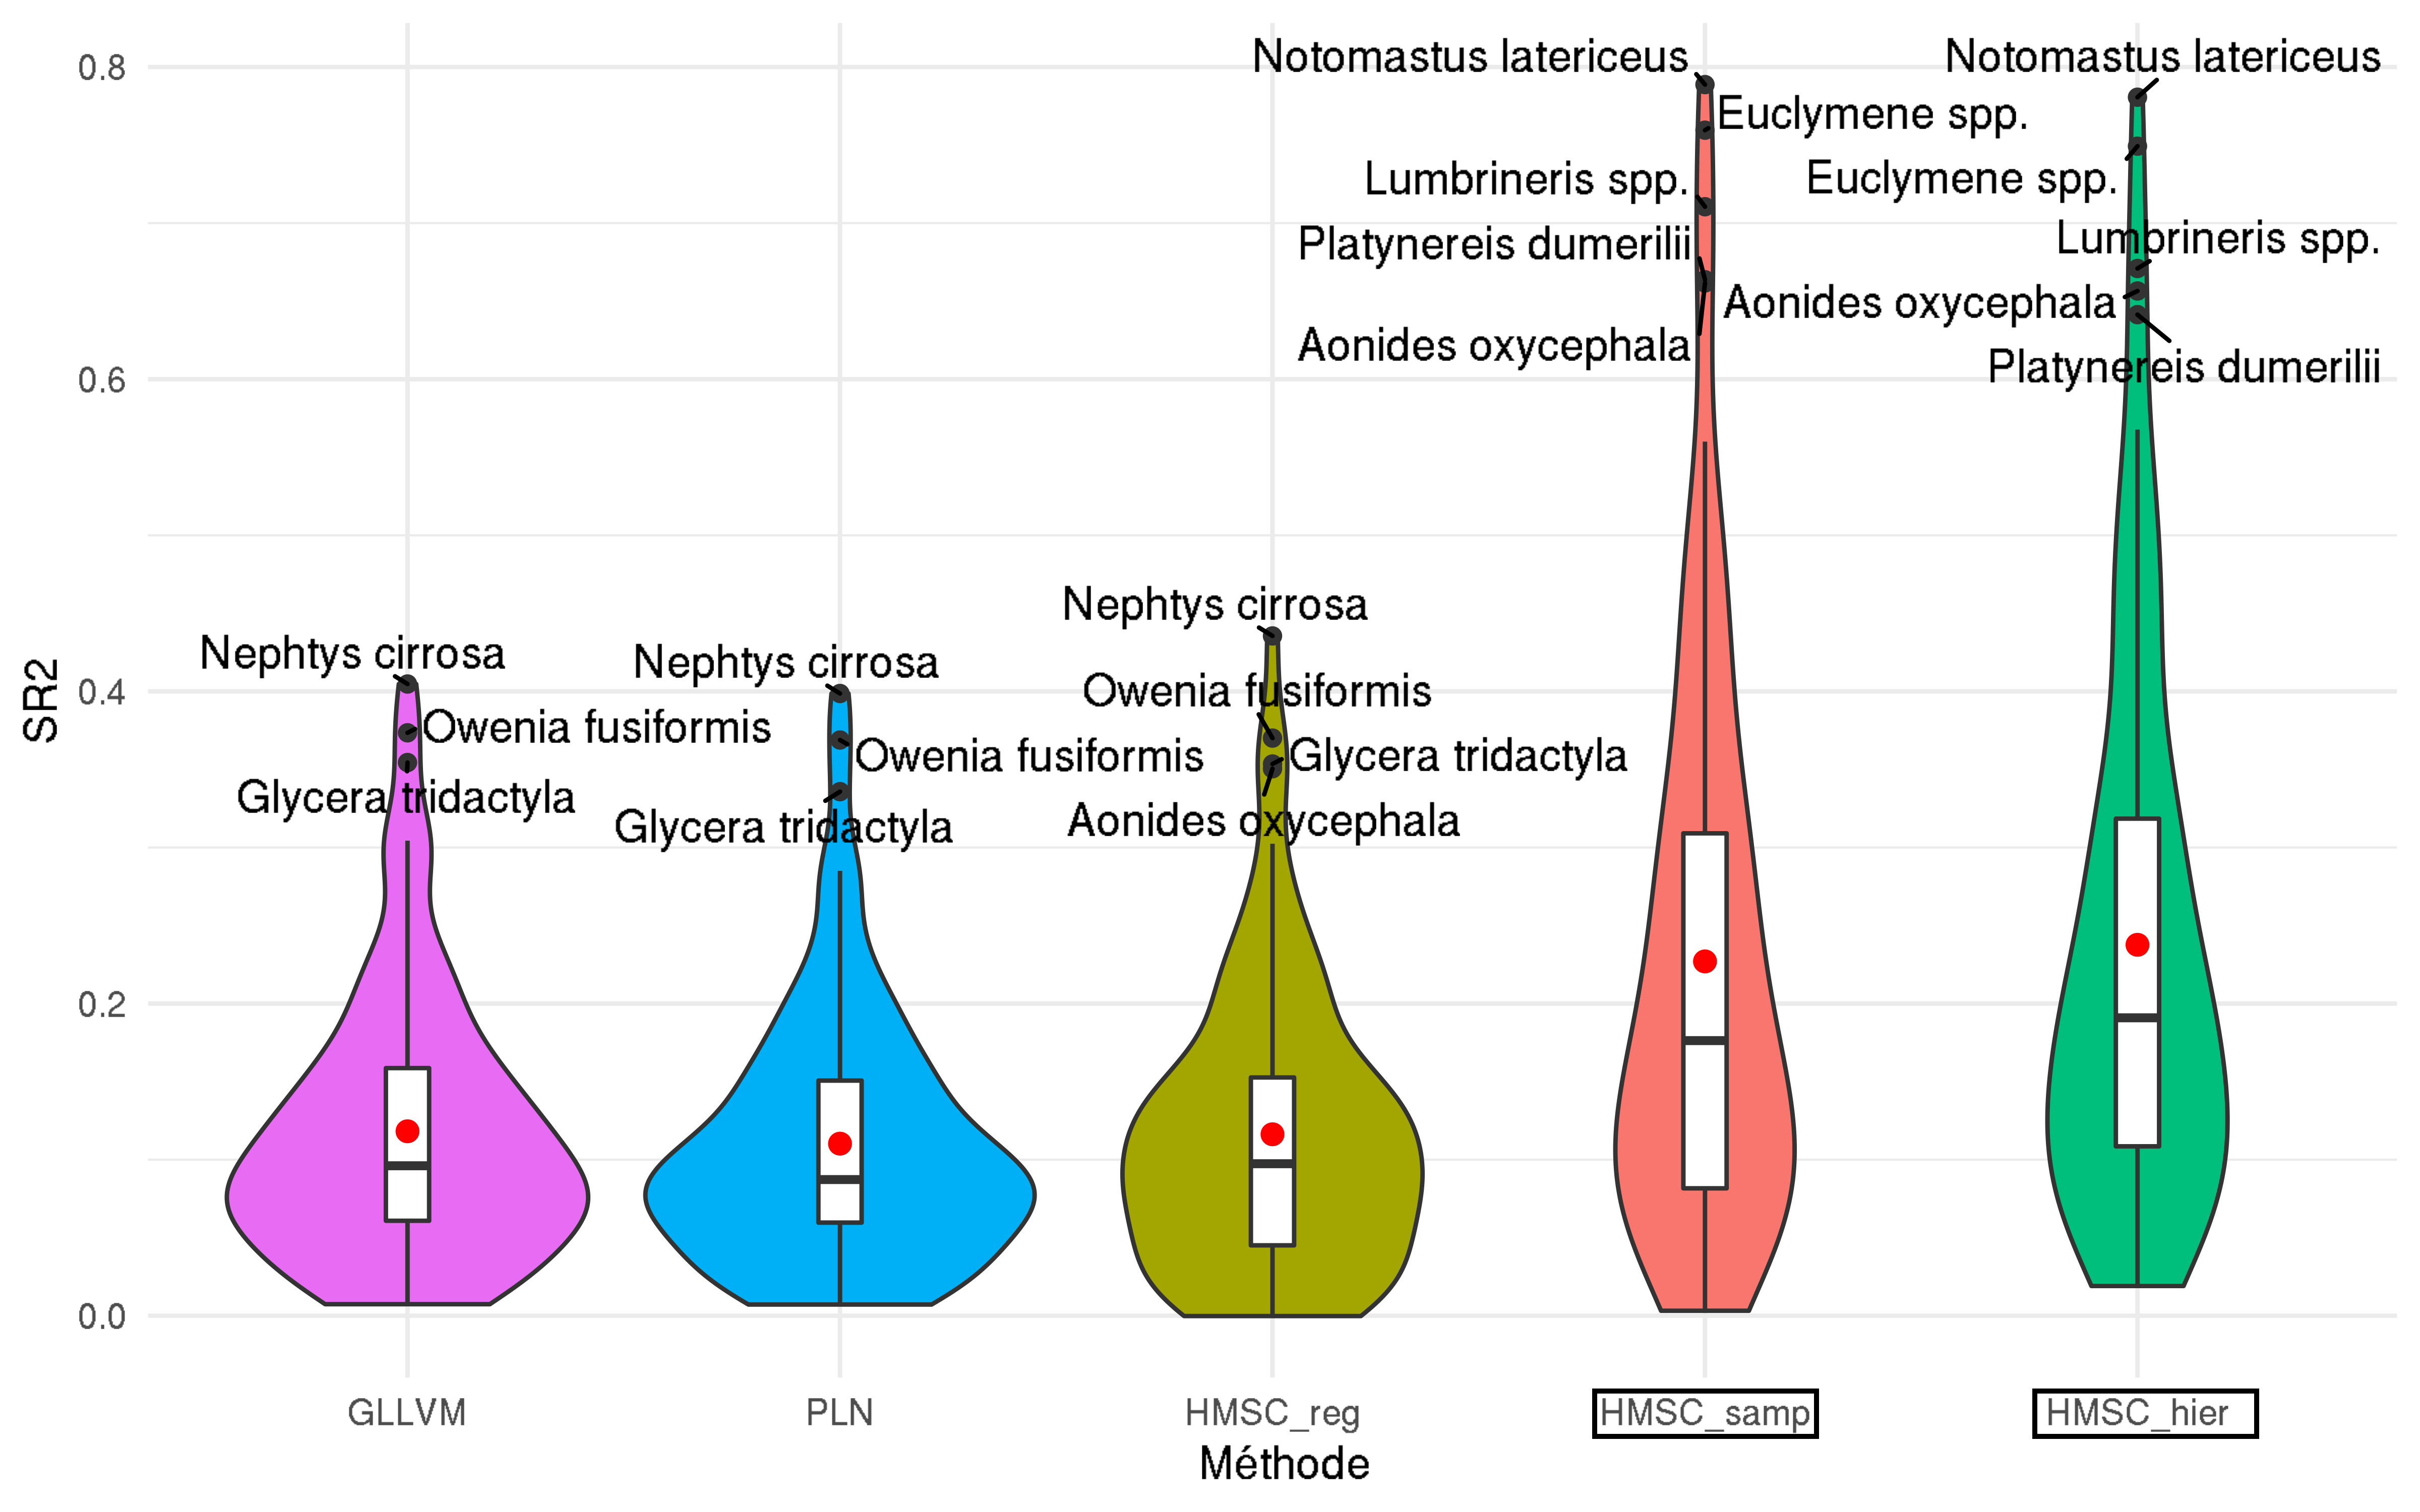 0.8
0.6
0.4
0.2
0.0
SR2
Notomastus latericeus
Euclymene spp.
Lumbrineris spp.
Platynereis dumerilii
Aonides oxycephala
Notomastus latericeus
Euclymene spp.
Lumbrineris spp.
Aonides oxycephala
Platynereis dumerilii
Nephtys cirrosa
Owenia fusiformis
Glycera tridactyla
Nephtys cirrosa
Owenia fusiformis
Glycera tridactyla
Nephtys cirrosa
Owenia fusiformis
Glycera tridactyla
Aonides oxycephala
GLLVM
PLN
HMSC_reg
HMSC_samp
HMSC_hier
Méthode